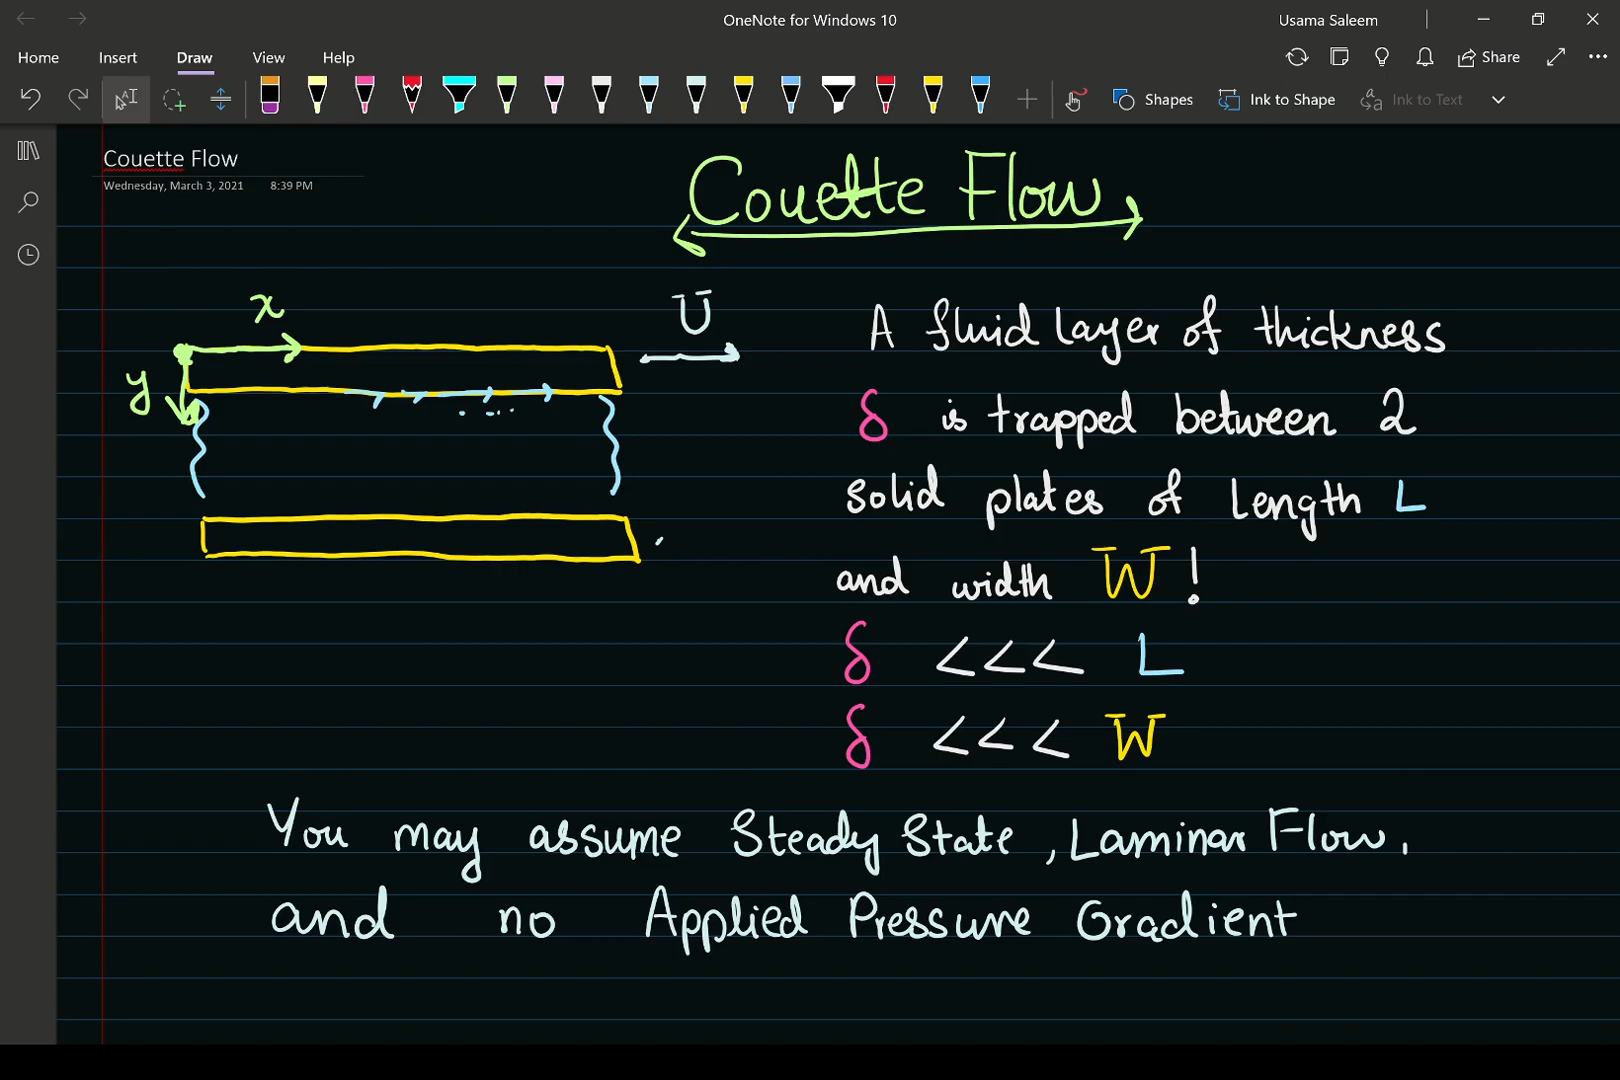 OneNote for Windows 10
Usama Saleem
Home Insert Draw View Help
Share
Shapes Ink to Shape Ink to Text
Couette Flow
Wednesday, March 3, 2021 8:39 PM
Couette Flow
x
U
y
A fluid layer of thickness
δ is trapped between 2
solid plates of length L
and width W !
δ <<< L
δ <<< W
You may assume Steady State, Laminar Flow,
and no Applied Pressure Gradient